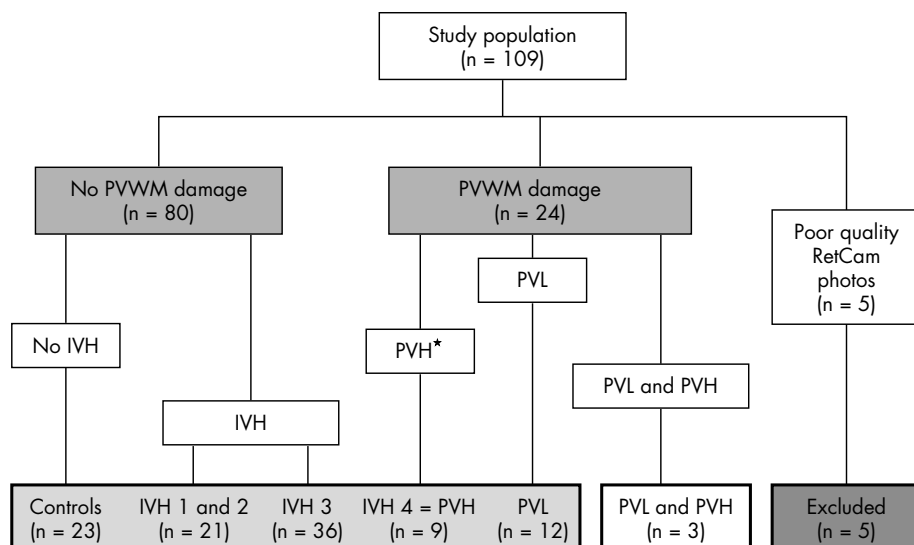 Study population
(n = 109)
No PVWM damage
(n = 80)
PVWM damage
(n = 24)
Poor quality
RetCam
photos
(n = 5)
PVL
No IVH
PVH★
PVL and PVH
IVH
Controls
(n = 23)
IVH 1 and 2
(n = 21)
IVH 3
(n = 36)
IVH 4 = PVH
(n = 9)
PVL
(n = 12)
PVL and PVH
(n = 3)
Excluded
(n = 5)